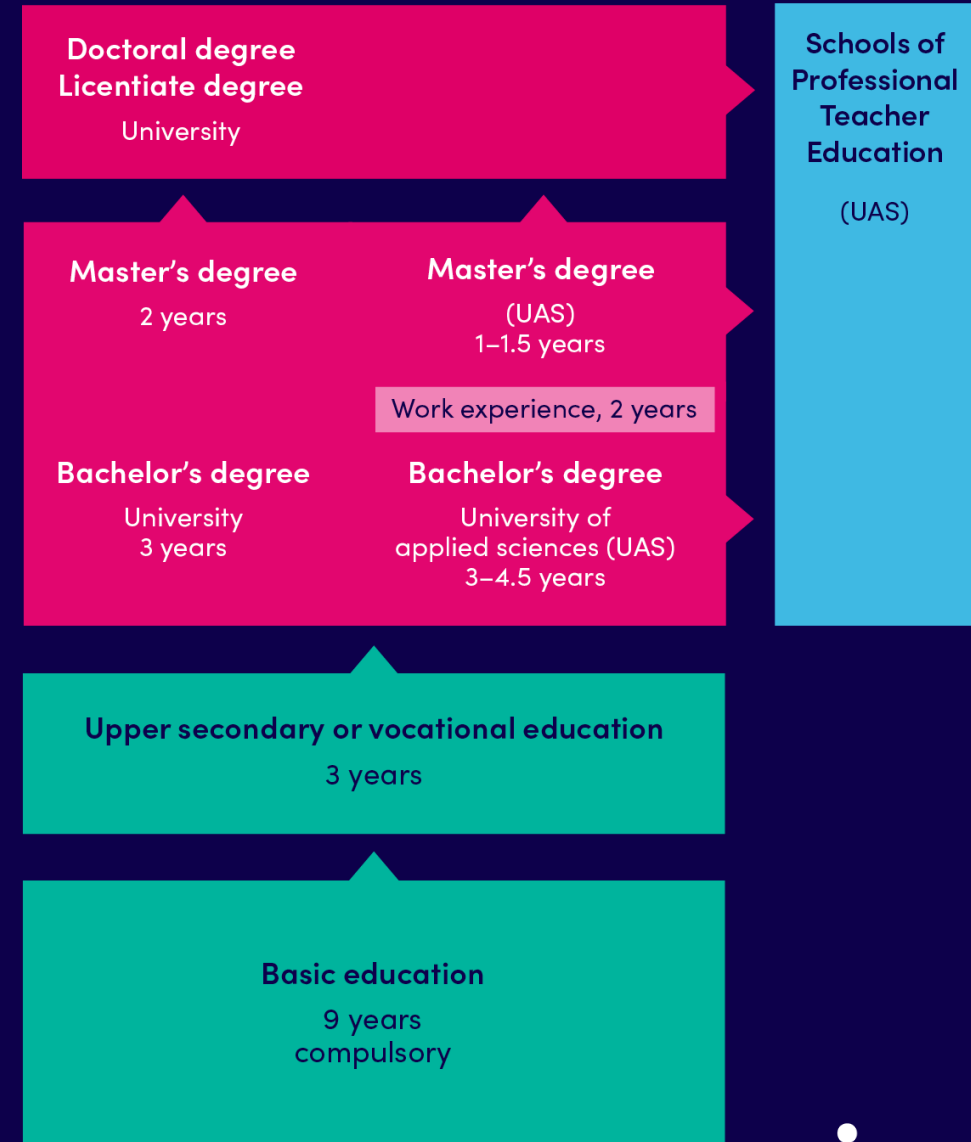 Doctoral degree
Licentiate degree
University
Schools of
Professional
Teacher
Education
(UAS)
Master’s degree
2 years
Master’s degree
(UAS)
1–1.5 years
Work experience, 2 years
Bachelor’s degree
University
3 years
Bachelor’s degree
University of
applied sciences (UAS)
3–4.5 years
Upper secondary or vocational education
3 years
Basic education
9 years
compulsory